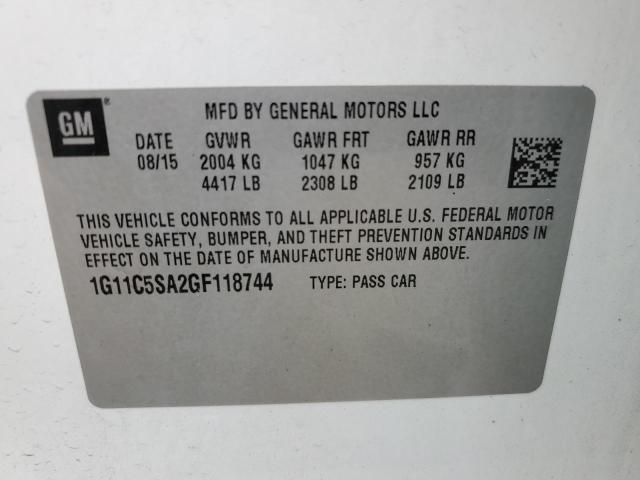 GM®
MFD BY GENERAL MOTORS LLC
DATE GVWR GAWR FRT GAWR RR
08/15 2004 KG 1047 KG 957 KG
4417 LB 2308 LB 2109 LB
THIS VEHICLE CONFORMS TO ALL APPLICABLE U.S. FEDERAL MOTOR
VEHICLE SAFETY, BUMPER, AND THEFT PREVENTION STANDARDS IN
EFFECT ON THE DATE OF MANUFACTURE SHOWN ABOVE.
1G11C5SA2GF118744 TYPE: PASS CAR